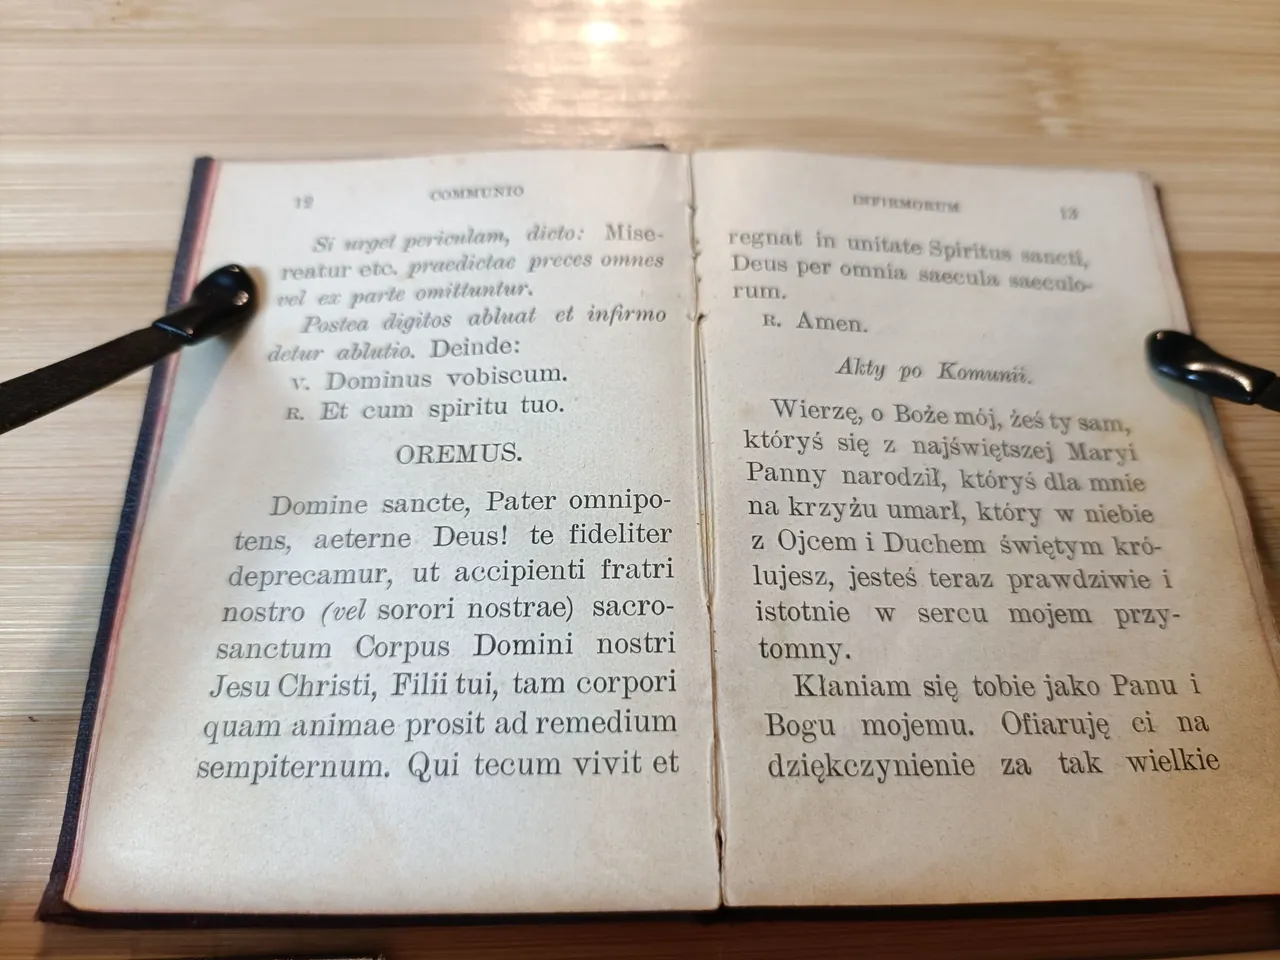 12 COMMUNIO
Si urget periculam, dicto: Mise-
reatur etc. praedictae preces omnes
vel ex parte omittuntur.
Postea digitos abluat et infirmo
detur ablutio. Deinde:
V. Dominus vobiscum.
R. Et cum spiritu tuo.
OREMUS.
Domine sancte, Pater omnipo-
tens, aeterne Deus! te fideliter
deprecamur, ut accipienti fratri
nostro (vel sorori nostrae) sacro-
sanctum Corpus Domini nostri
Jesu Christi, Filii tui, tam corpori
quam animae prosit ad remedium
sempiternum. Qui tecum vivit et
INFIRMORUM 13
regnat in unitate Spiritus sancti,
Deus per omnia saecula saeculo-
rum.
R. Amen.
Akty po Komunii.
Wierzę, o Boże mój, żeś ty sam,
któryś się z najświętszej Maryi
Panny narodził, któryś dla mnie
na krzyżu umarł, który w niebie
z Ojcem i Duchem świętym kró-
lujesz, jesteś teraz prawdziwie i
istotnie w sercu mojem przy-
tomny.
Kłaniam się tobie jako Panu i
Bogu mojemu. Ofiaruję ci na
dziękczynienie za tak wielkie